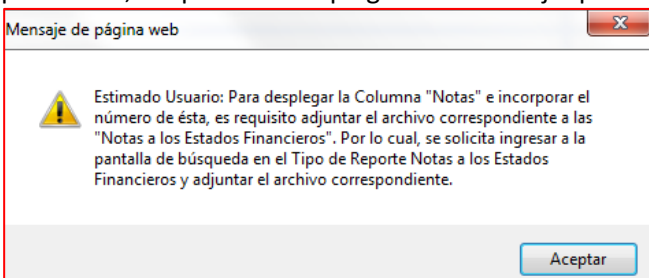 Mensaje de página web
Estimado Usuario: Para desplegar la Columna "Notas" e incorporar el
número de ésta, es requisito adjuntar el archivo correspondiente a las
"Notas a los Estados Financieros". Por lo cual, se solicita ingresar a la
pantalla de búsqueda en el Tipo de Reporte Notas a los Estados
Financieros y adjuntar el archivo correspondiente.
Aceptar